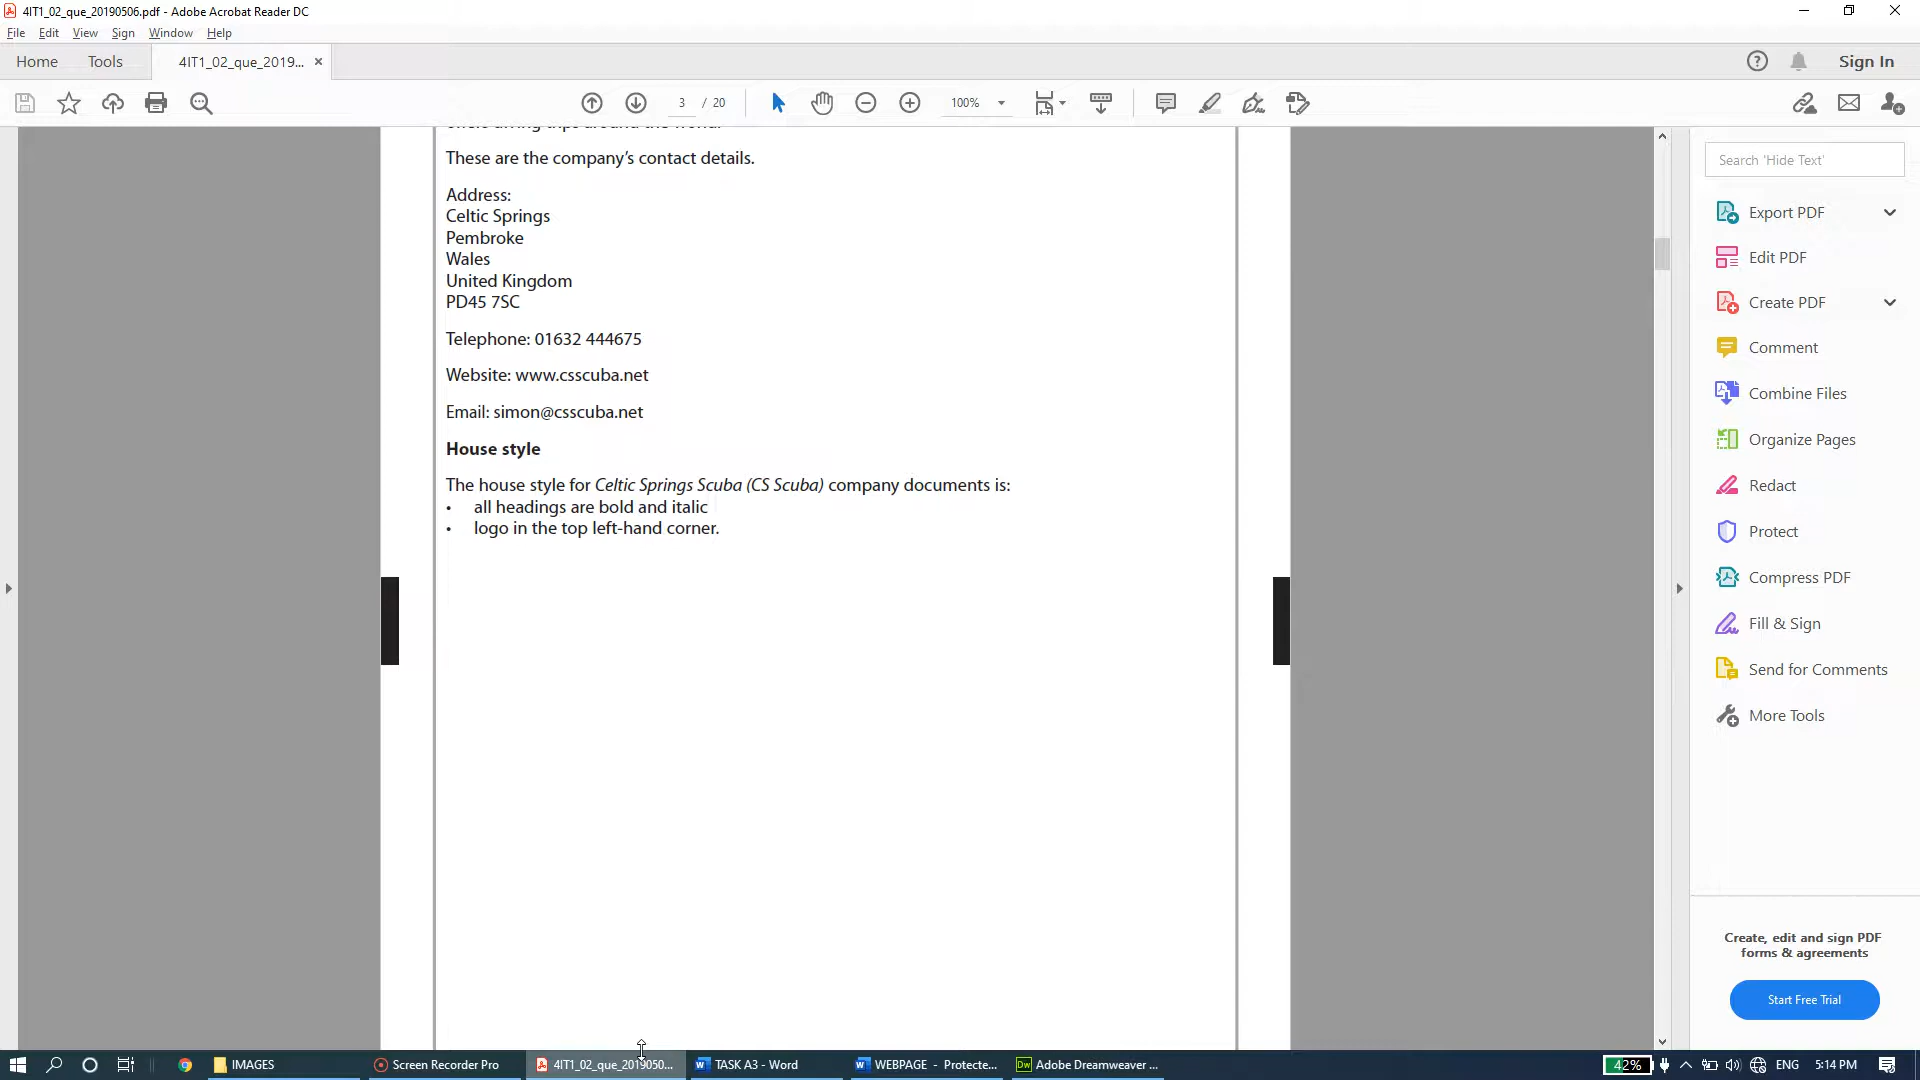 4IT1_02_que_20190506.pdf - Adobe Acrobat Reader DC
File Edit View Sign Window Help
Home Tools 4IT1_02_que_2019... × Sign In
3 / 20 100%
These are the company's contact details.
Address:
Celtic Springs
Pembroke
Wales
United Kingdom
PD45 7SC
Telephone: 01632 444675
Website: www.csscuba.net
Email: simon@csscuba.net
House style
The house style for Celtic Springs Scuba (CS Scuba) company documents is:
• all headings are bold and italic
• logo in the top left-hand corner.
Search 'Hide Text'
Export PDF
Edit PDF
Create PDF
Comment
Combine Files
Organize Pages
Redact
Protect
Compress PDF
Fill & Sign
Send for Comments
More Tools
Create, edit and sign PDF
forms & agreements
Start Free Trial
IMAGES Screen Recorder Pro 4IT1_02_que_2019050... TASK A3 - Word WEBPAGE - Protecte... Dw Adobe Dreamweaver ... 42% ENG 5:14 PM